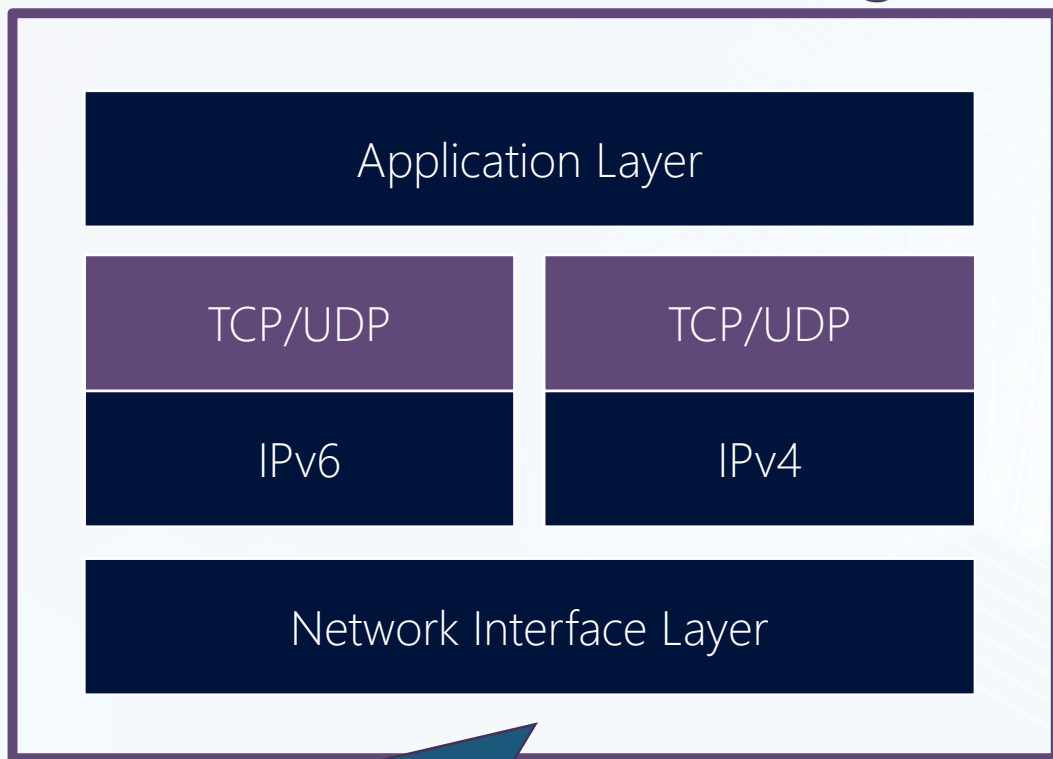 Application Layer
TCP/UDP
TCP/UDP
IPv6
IPv4
Network Interface Layer